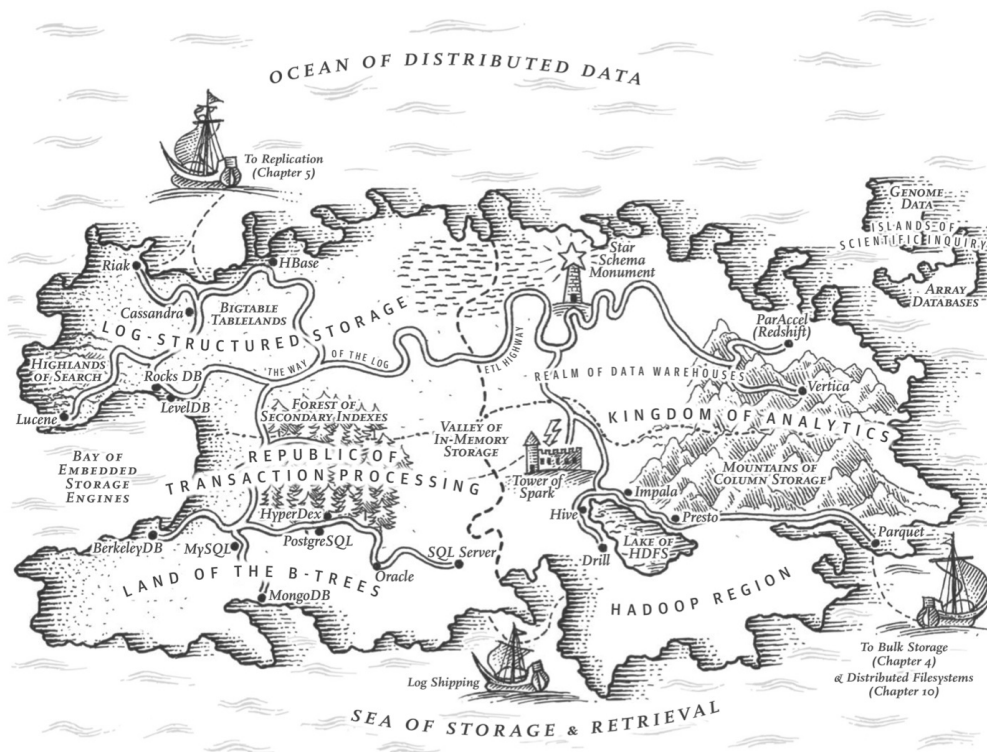 OCEAN OF DISTRIBUTED DATA
To Replication
(Chapter 5)
GENOME
DATA
ISLANDS OF
SCIENTIFIC INQUIRY
ARRAY
DATABASES
Riak
HBase
Star
Schema
Monument
Cassandra
BIGTABLE
TABLELANDS
LOG-STRUCTURED STORAGE
ParAccel
(Redshift)
HIGHLANDS
OF SEARCH
Rocks DB
LevelDB
Lucene
THE WAY OF THE LOG
ETL HIGHWAY
REALM OF DATA WAREHOUSES
Vertica
FOREST OF
SECONDARY INDEXES
KINGDOM OF ANALYTICS
VALLEY OF
IN-MEMORY
STORAGE
BAY OF
EMBEDDED
STORAGE
ENGINES
REPUBLIC OF
TRANSACTION PROCESSING
Tower of
Spark
MOUNTAINS OF
COLUMN STORAGE
Impala
HyperDex
Hive
Presto
BerkeleyDB
MySQL
PostgreSQL
SQL Server
Oracle
Drill
LAKE OF
HDFS
Parquet
LAND OF THE B-TREES
MongoDB
HADOOP REGION
Log Shipping
To Bulk Storage
(Chapter 4)
& Distributed Filesystems
(Chapter 10)
SEA OF STORAGE & RETRIEVAL